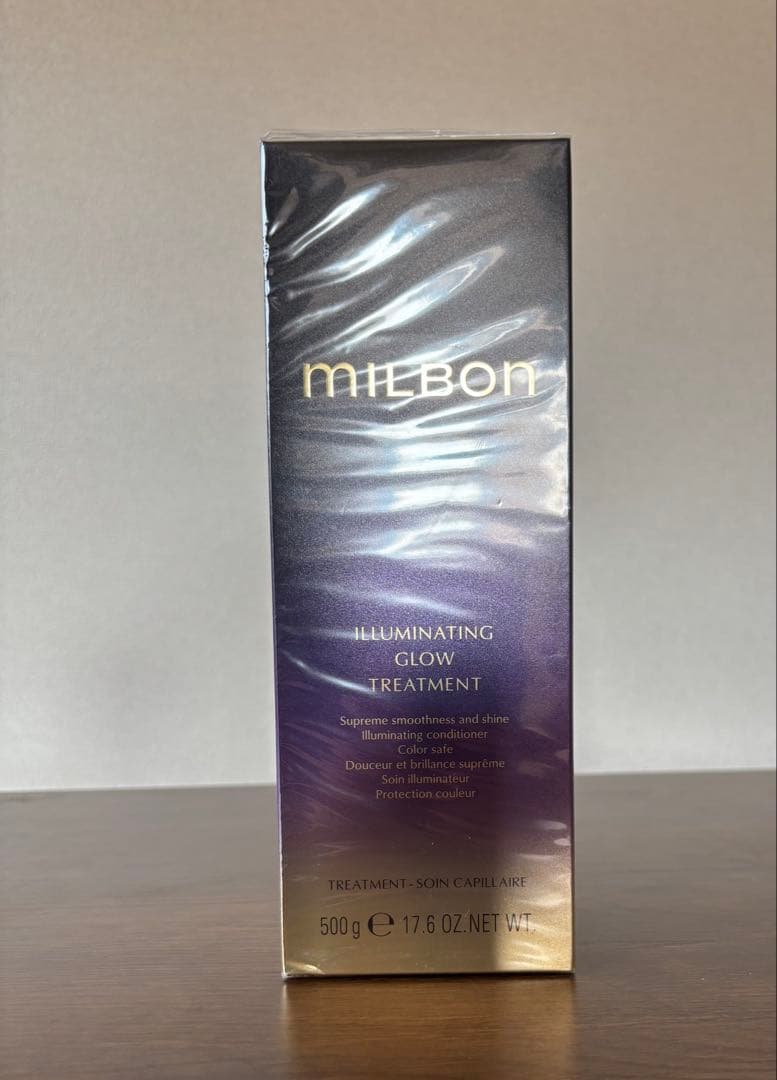 mILBon
ILLUMINATING
GLOW
TREATMENT
Supreme smoothness and shine
Illuminating conditioner
Color safe
Douceur et brillance suprême
Soin illuminateur
Protection couleur
TREATMENT - SOIN CAPILLAIRE
500 g ℮ 17.6 OZ.NET WT.